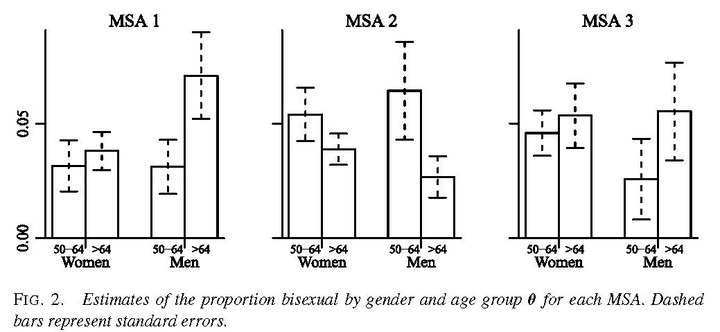 MSA 1 MSA 2 MSA 3
0.05
0.00
50–64 >64 50–64 >64 50–64 >64 50–64 >64 50–64 >64 50–64 >64
Women Men Women Men Women Men
FIG. 2. Estimates of the proportion bisexual by gender and age group θ for each MSA. Dashed
bars represent standard errors.